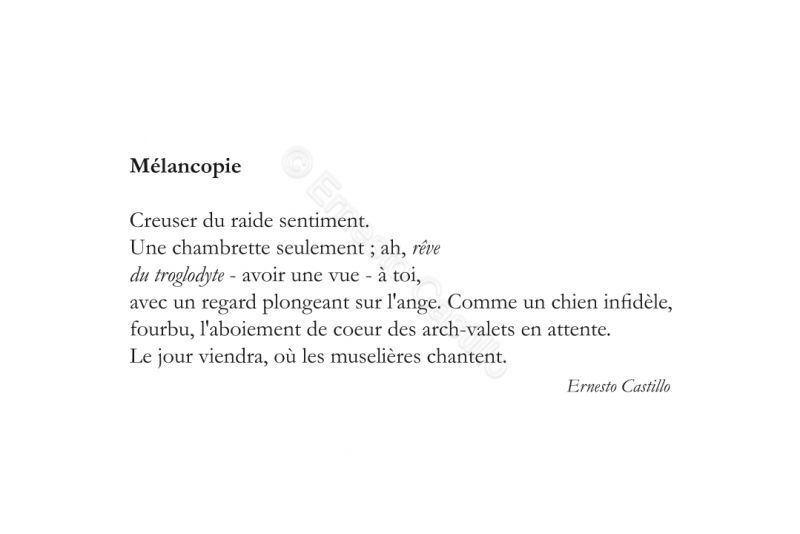 Mélancopie
Creuser du raide sentiment.
Une chambrette seulement ; ah, rêve
du troglodyte - avoir une vue - à toi,
avec un regard plongeant sur l'ange. Comme un chien infidèle,
fourbu, l'aboiement de coeur des arch-valets en attente.
Le jour viendra, où les muselières chantent.
Ernesto Castillo
© Ernesto Castillo